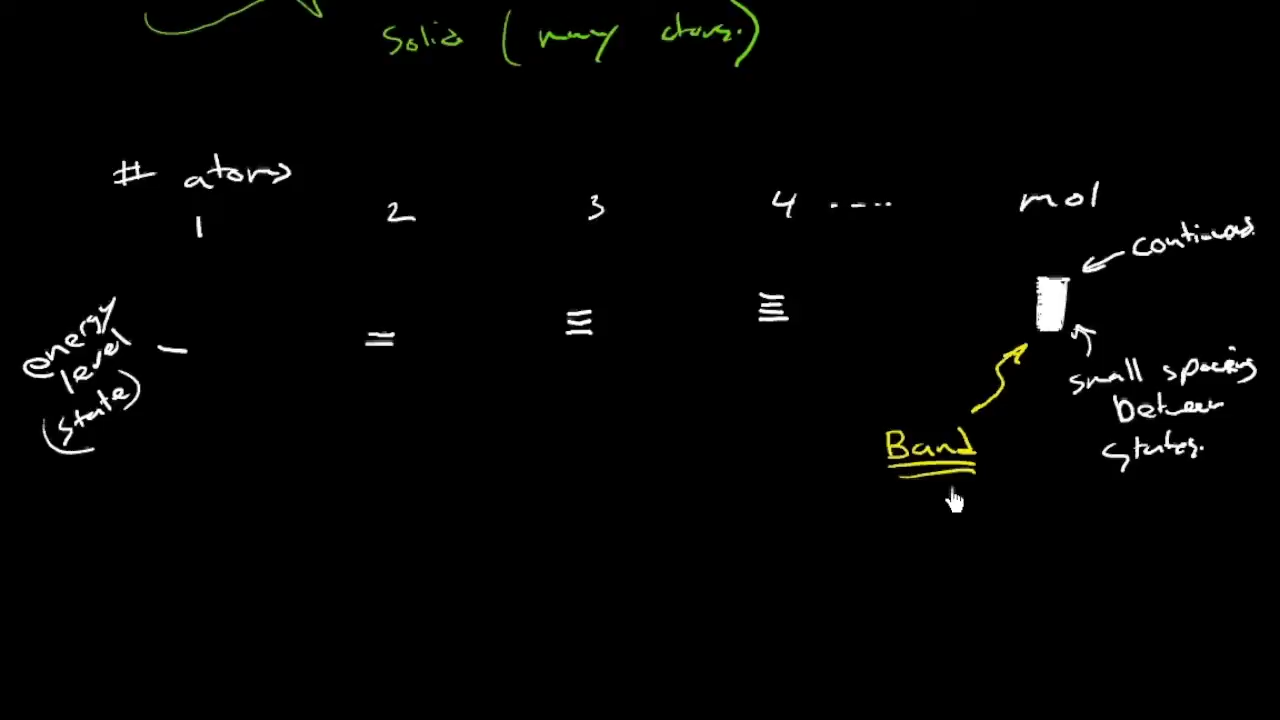 Solid (many atoms.)
# atoms
1 2 3 4 .... mol
continuous
energy
level
(state)
small spacing
between
states.
Band